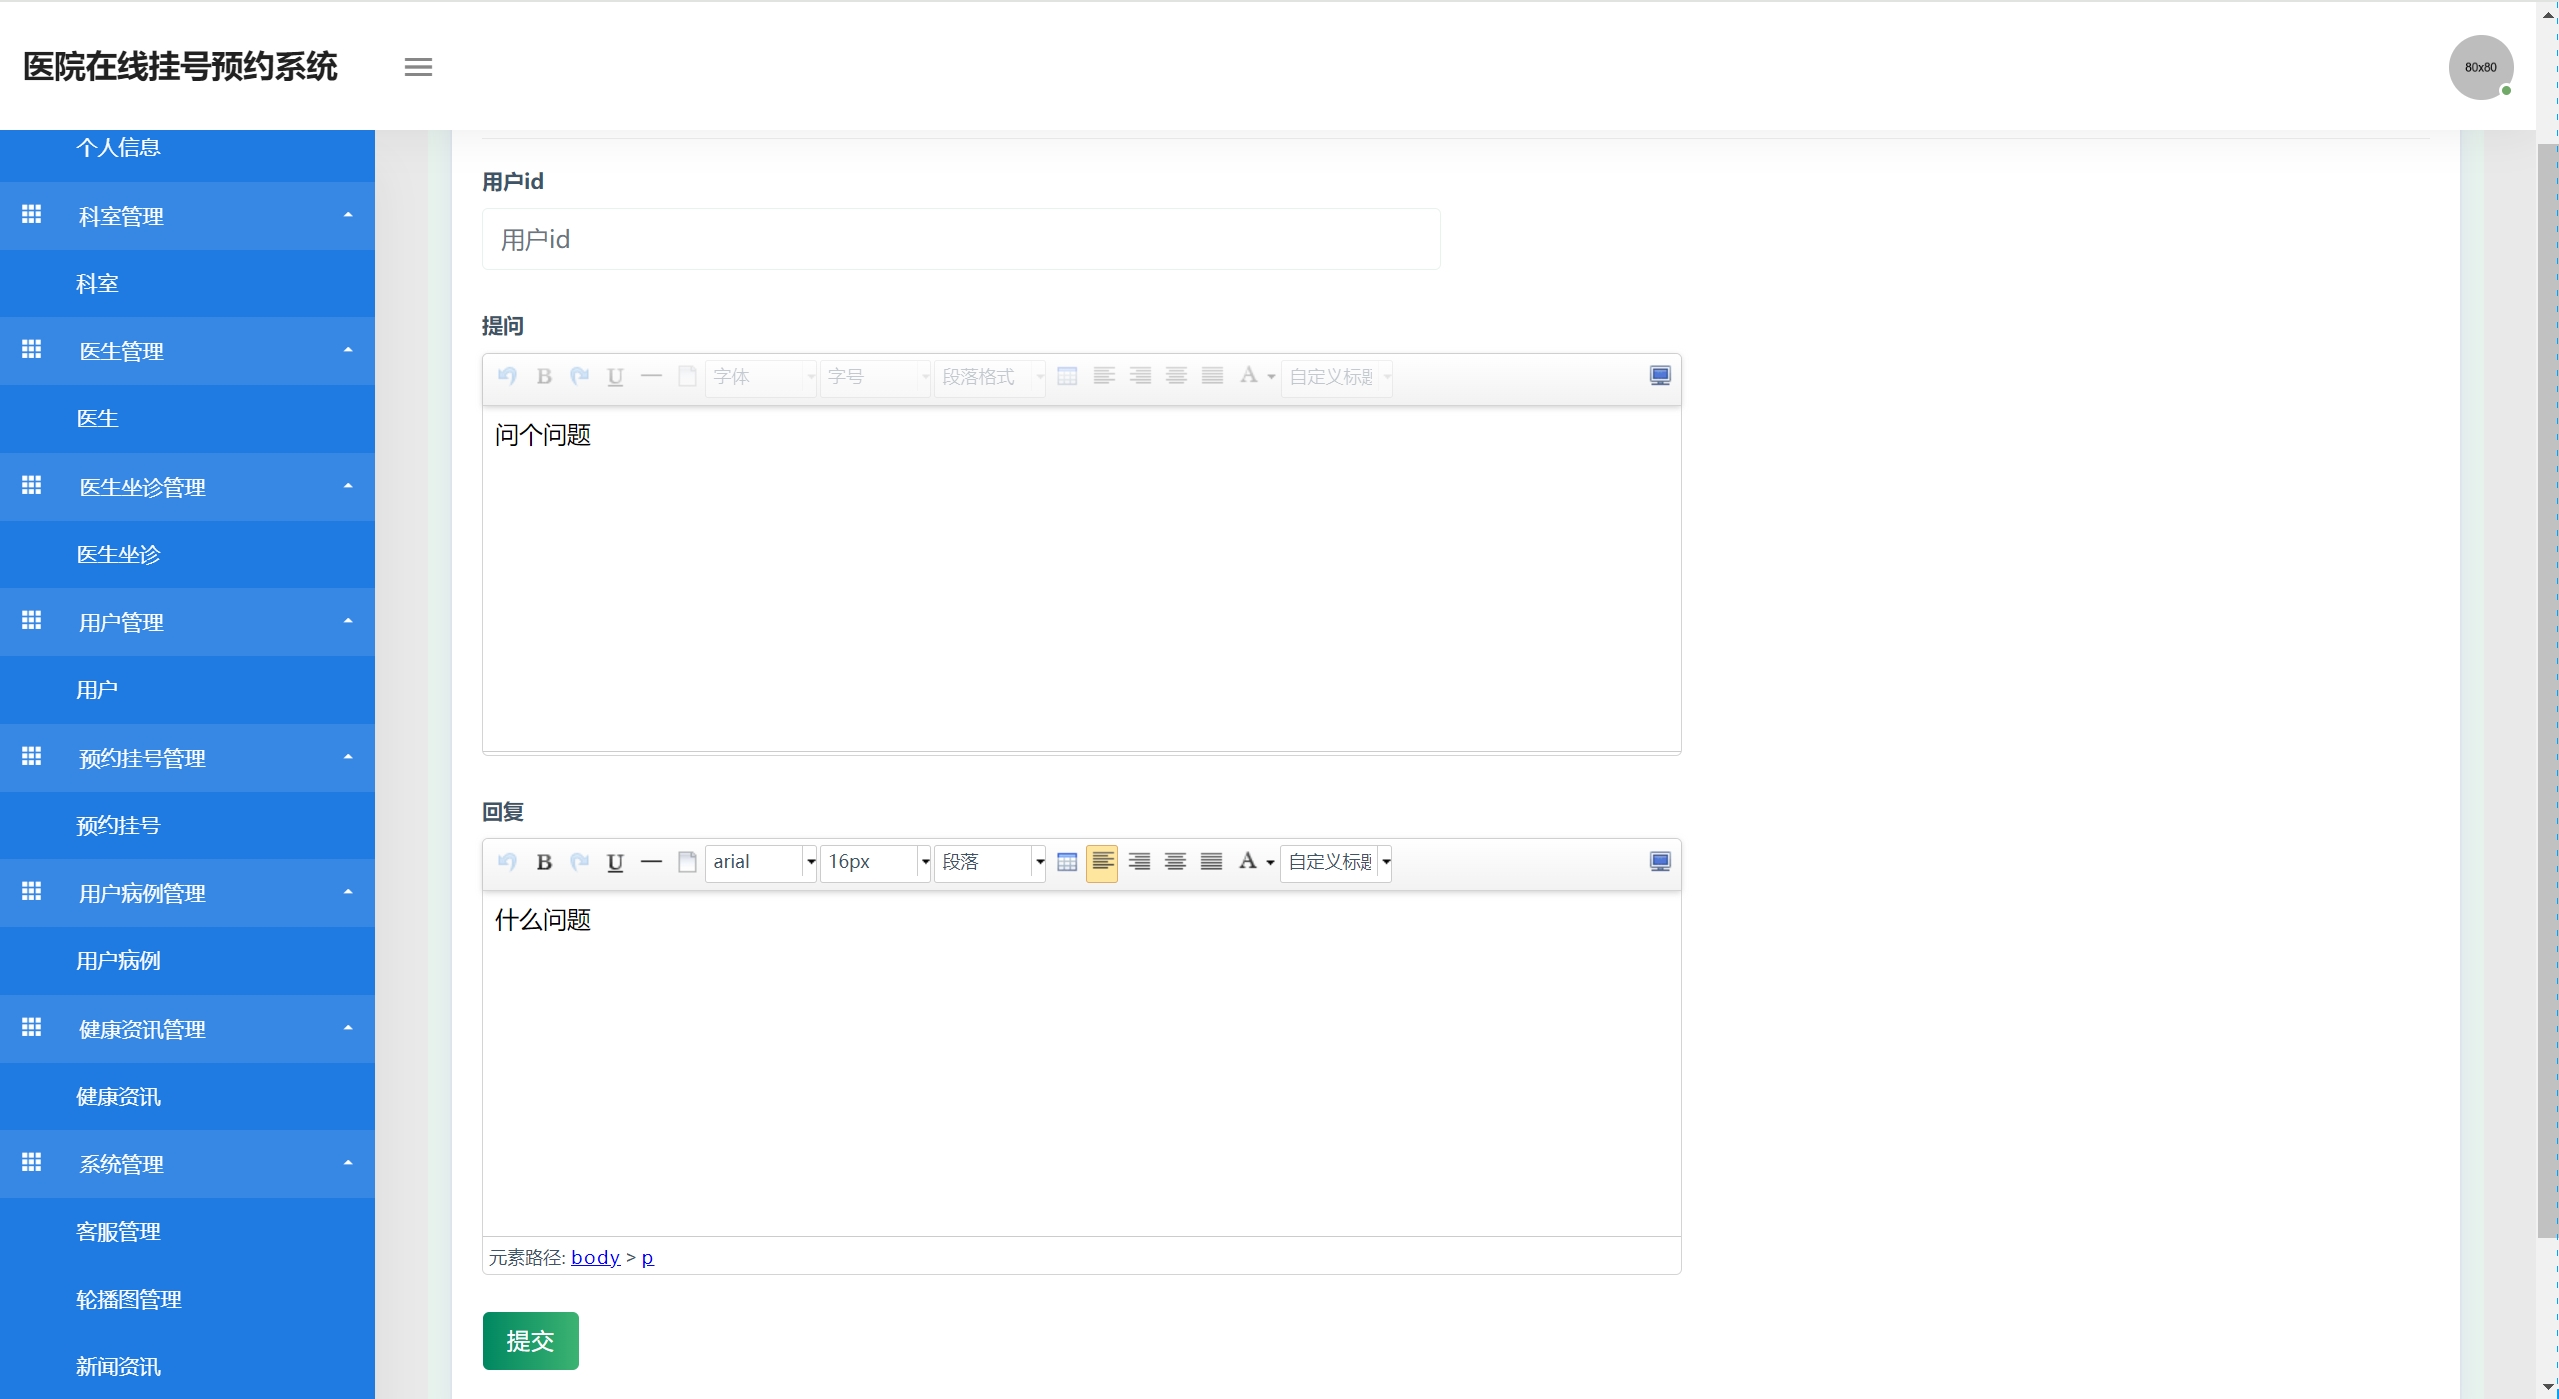 医院在线挂号预约系统
80x80
个人信息
科室管理
科室
医生管理
医生
医生坐诊管理
医生坐诊
用户管理
用户
预约挂号管理
预约挂号
用户病例管理
用户病例
健康资讯管理
健康资讯
系统管理
客服管理
轮播图管理
新闻资讯
用户id
用户id
提问
B U 字体 字号 段落格式 A 自定义标题
问个问题
回复
B U arial 16px 段落 A 自定义标题
什么问题
元素路径: body > p
提交